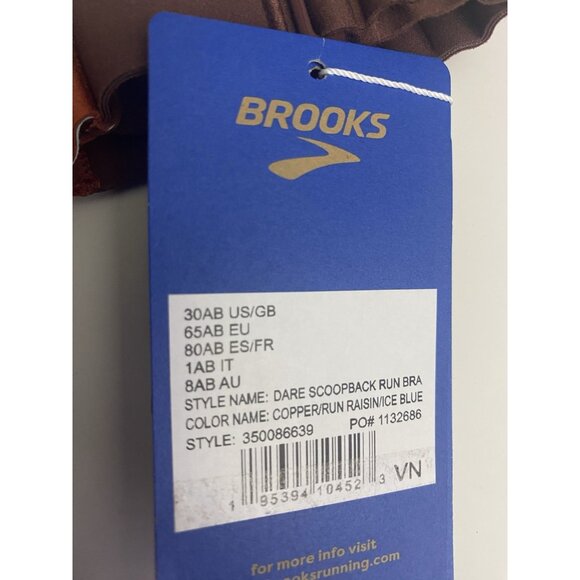 BROOKS
30AB US/GB
65AB EU
80AB ES/FR
1AB IT
8AB AU
STYLE NAME: DARE SCOOPBACK RUN BRA
COLOR NAME: COPPER/RUN RAISIN/ICE BLUE
STYLE: 350086639 PO# 1132686
1 95394 10452 3 VN
for more info visit
ooksrunning.com